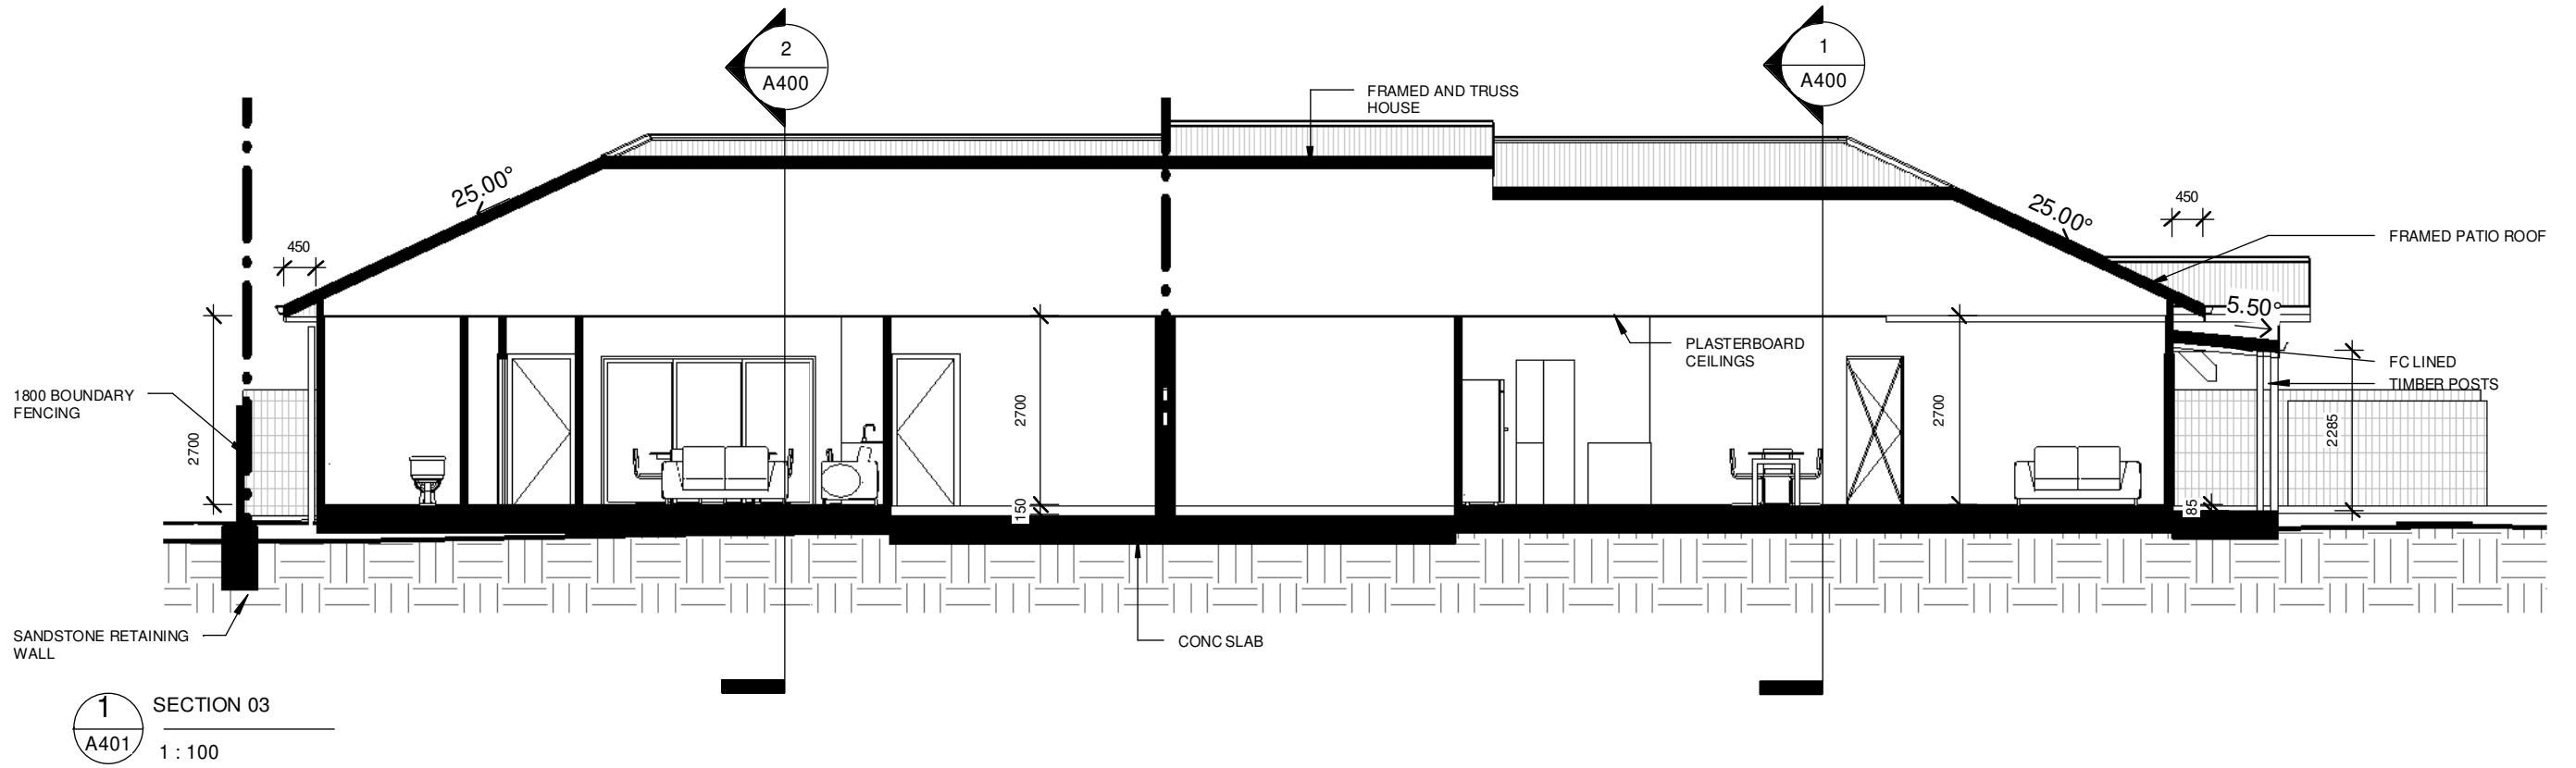 2
A400
1
A400
FRAMED AND TRUSS
HOUSE
25.00°
25.00°
450
450
FRAMED PATIO ROOF
5.50°
PLASTERBOARD
CEILINGS
FC LINED
TIMBER POSTS
1800 BOUNDARY
FENCING
2700
2700
2700
2285
150
85
SANDSTONE RETAINING
WALL
CONC SLAB
1
A401
SECTION 03
1 : 100